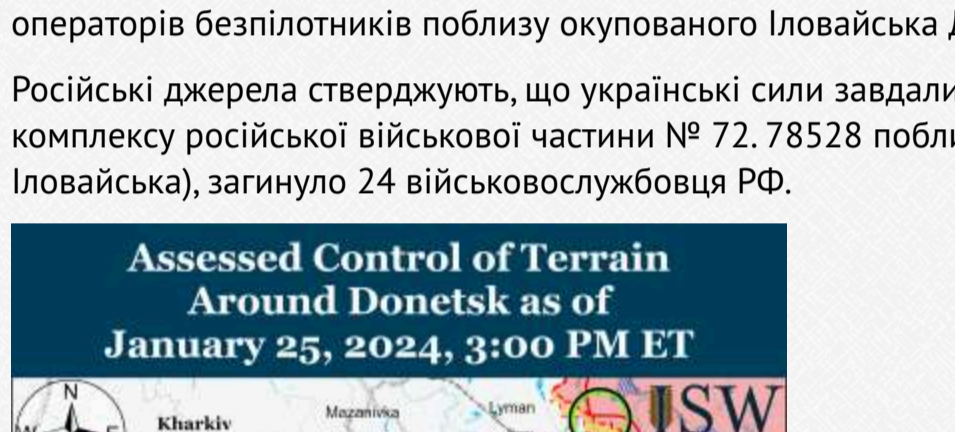 операторів безпілотників поблизу окупованого Іловайська
Російські джерела стверджують, що українські сили завдали
комплексу російської військової частини № 72. 78528
Іловайська), загинуло 24 військовослужбовця РФ.
Assessed Control of Terrain
Around Donetsk as of
January 25, 2024, 3:00 PM ET
N
ISW
Mazanivka
Lyman
Kharkiv